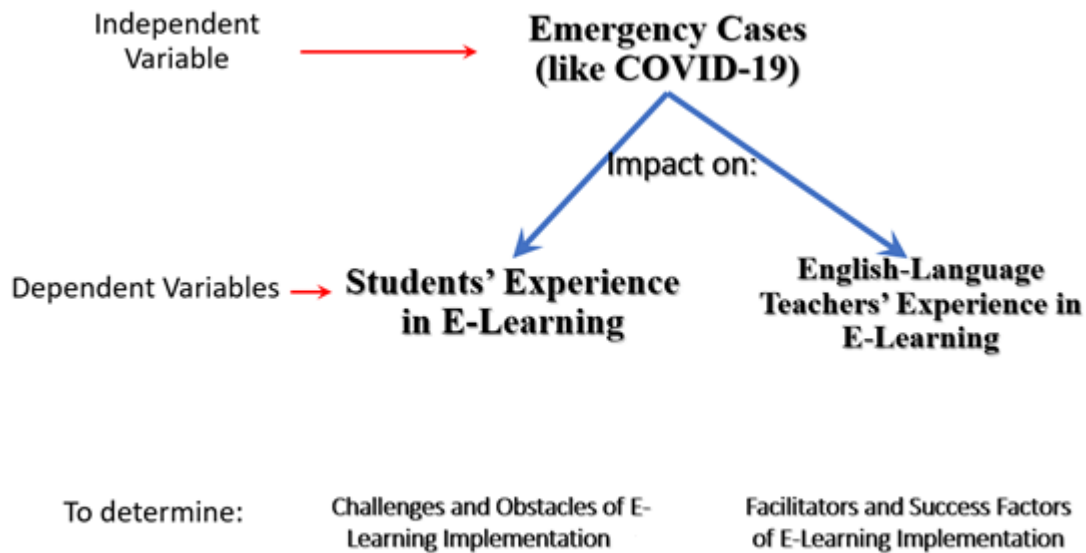 Independent
Variable
Emergency Cases
(like COVID-19)
Impact on:
Dependent Variables
Students’ Experience
in E-Learning
English-Language
Teachers’ Experience in
E-Learning
To determine:
Challenges and Obstacles of E-
Learning Implementation
Facilitators and Success Factors
of E-Learning Implementation